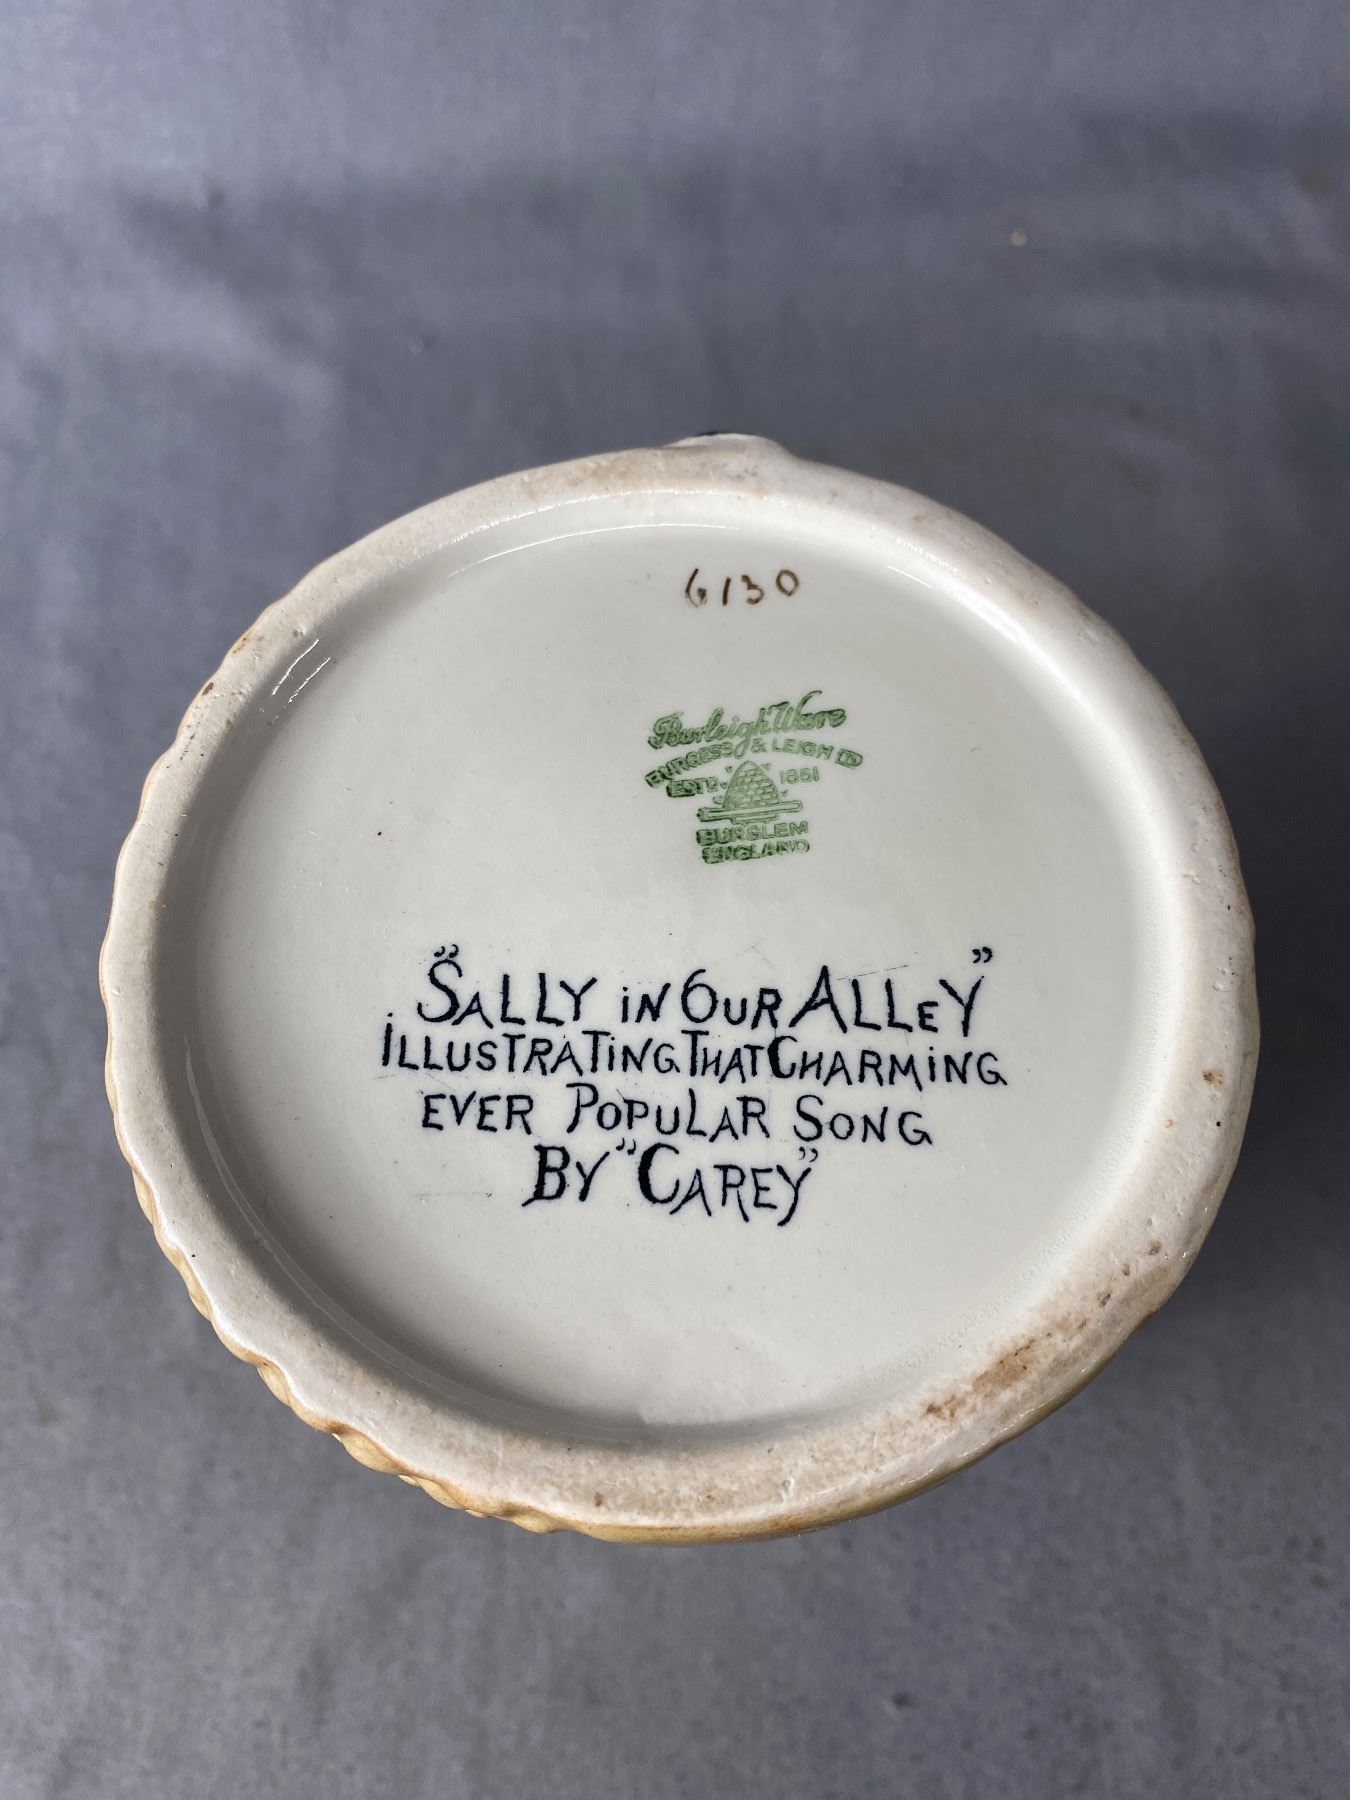 6130
Burleigh Ware
BURGESS & LEIGH LTD
ESTD. 1851
BURSLEM
ENGLAND
"SALLY iN OUR ALLEY"
iLLUSTRATiNG THAT CHARMiNG
EVER POPULAR SONG
BY "CAREY"